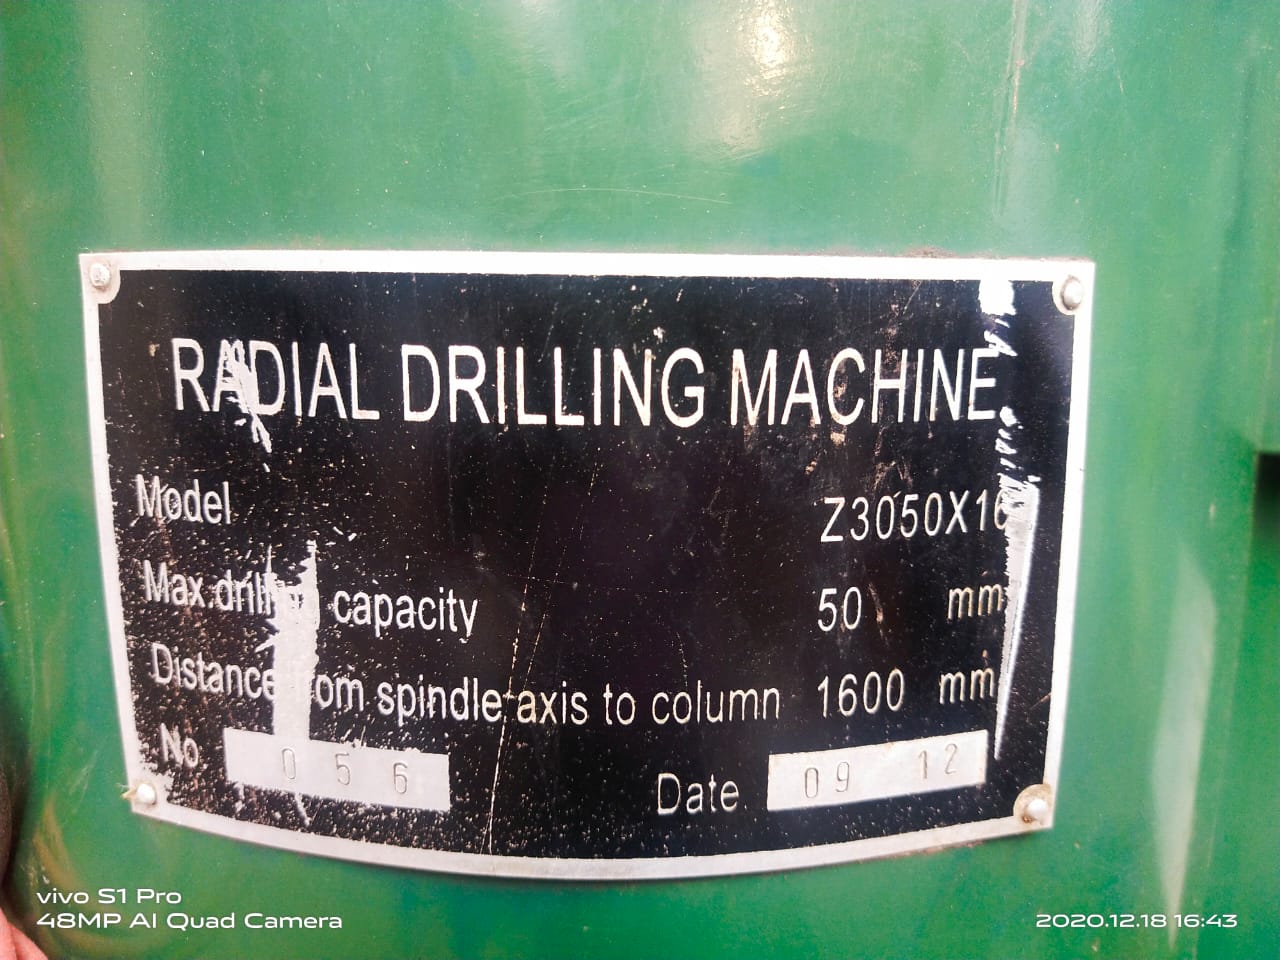 RADIAL DRILLING MACHINE
Model Z3050X16
Max.drilling capacity 50 mm
Distance from spindle axis to column 1600 mm
No 056 Date 09 12
vivo S1 Pro
48MP AI Quad Camera 2020.12.18 16:43